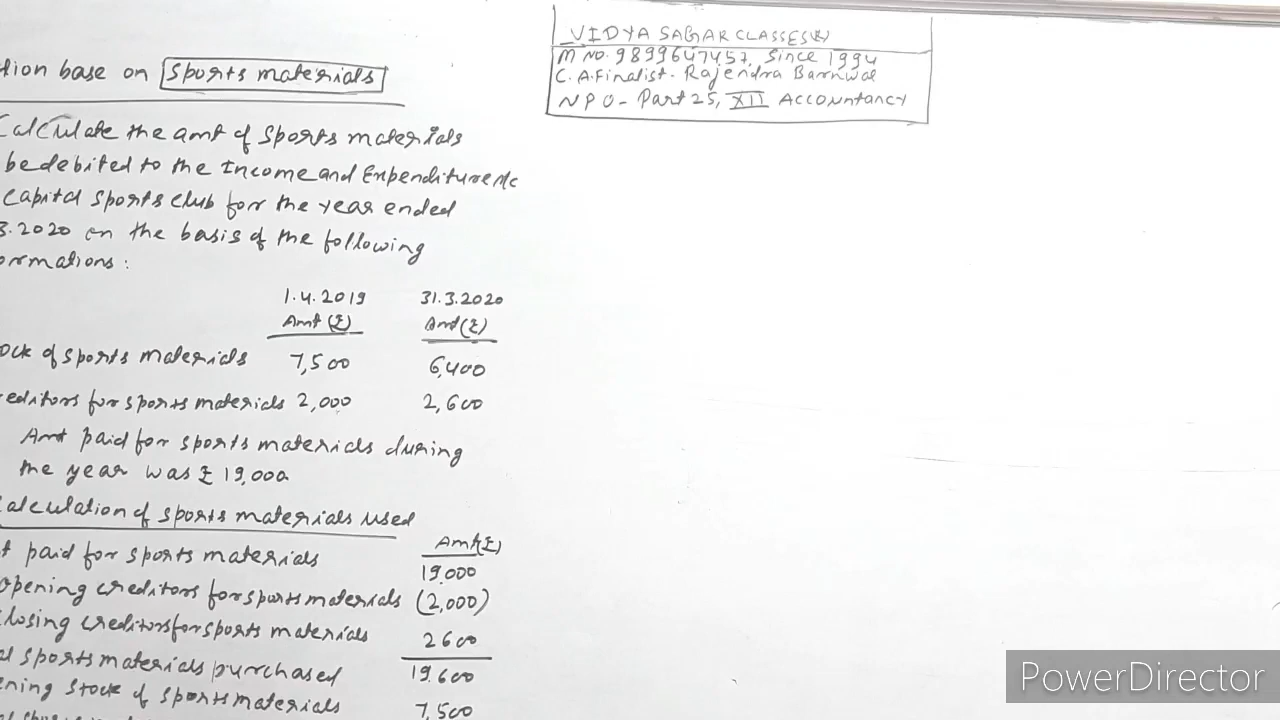 VIDYA SAGAR CLASSES(R)
M NO. 9899647457, Since 1994
C.A.Finalist- Rajendra Barnwal
NPO- Part 25, XII Accountancy
tion base on Sports materials
Calculate the amt of Sports materials
be debited to the Income and Expenditure A/c
Capital Sports Club for the year ended
3.2020 on the basis of the following
ormations:
1.4.2019 31.3.2020
Amt (₹) Amt (₹)
ock of sports materials 7,500 6,400
reditors for sports materials 2,000 2,600
Amt paid for sports materials during
the year was ₹ 19,000.
Calculation of sports materials used
Amt(₹)
t paid for sports materials 19,000
opening creditors for sports materials (2,000)
Closing creditors for sports materials 2600
al sports materials purchased 19,600
ening stock of sports materials 7,500
PowerDirector